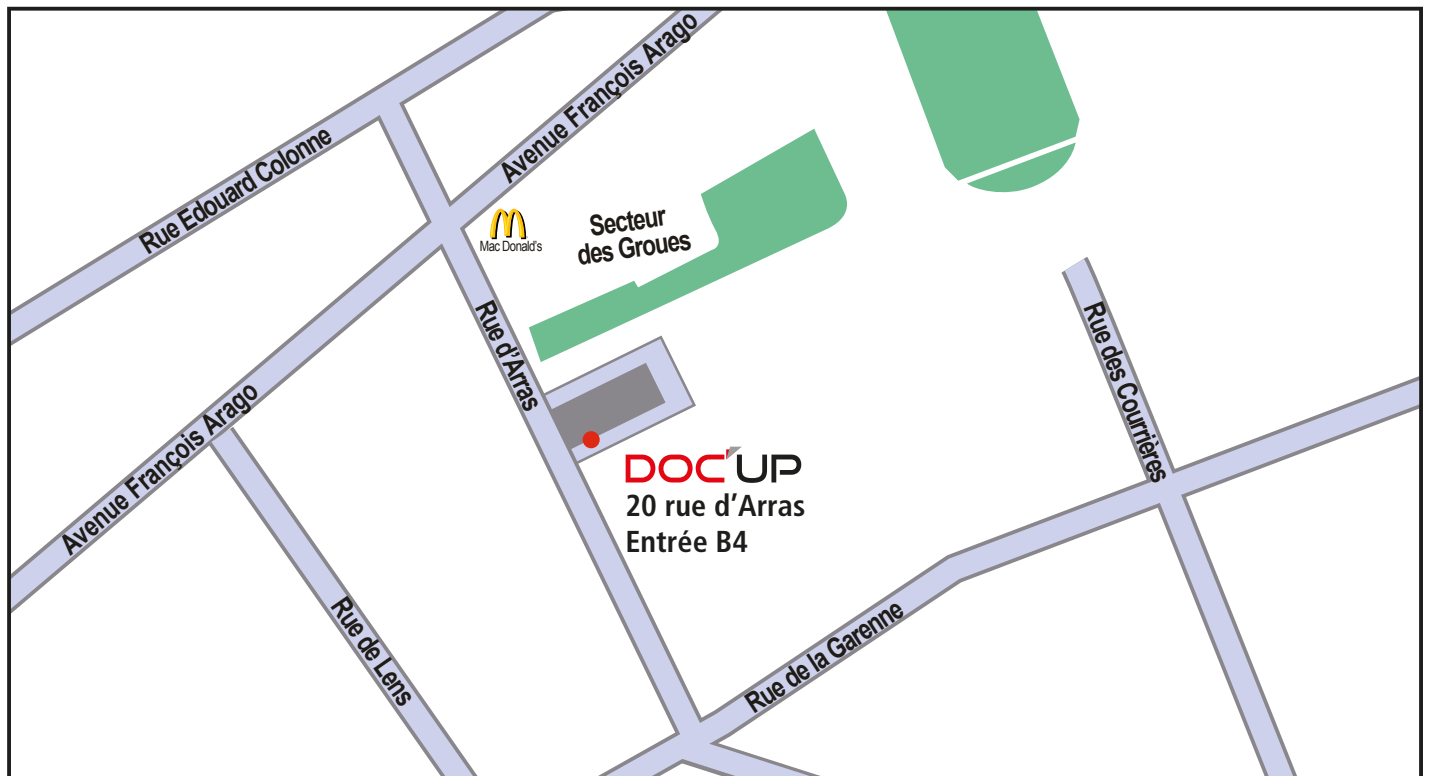 Avenue François Arago
Rue Edouard Colonne
Mac Donald's
Secteur
des Groues
Rue d'Arras
Rue des Courrières
Avenue François Arago
DOC'UP
20 rue d'Arras
Entrée B4
Rue de Lens
Rue de la Garenne